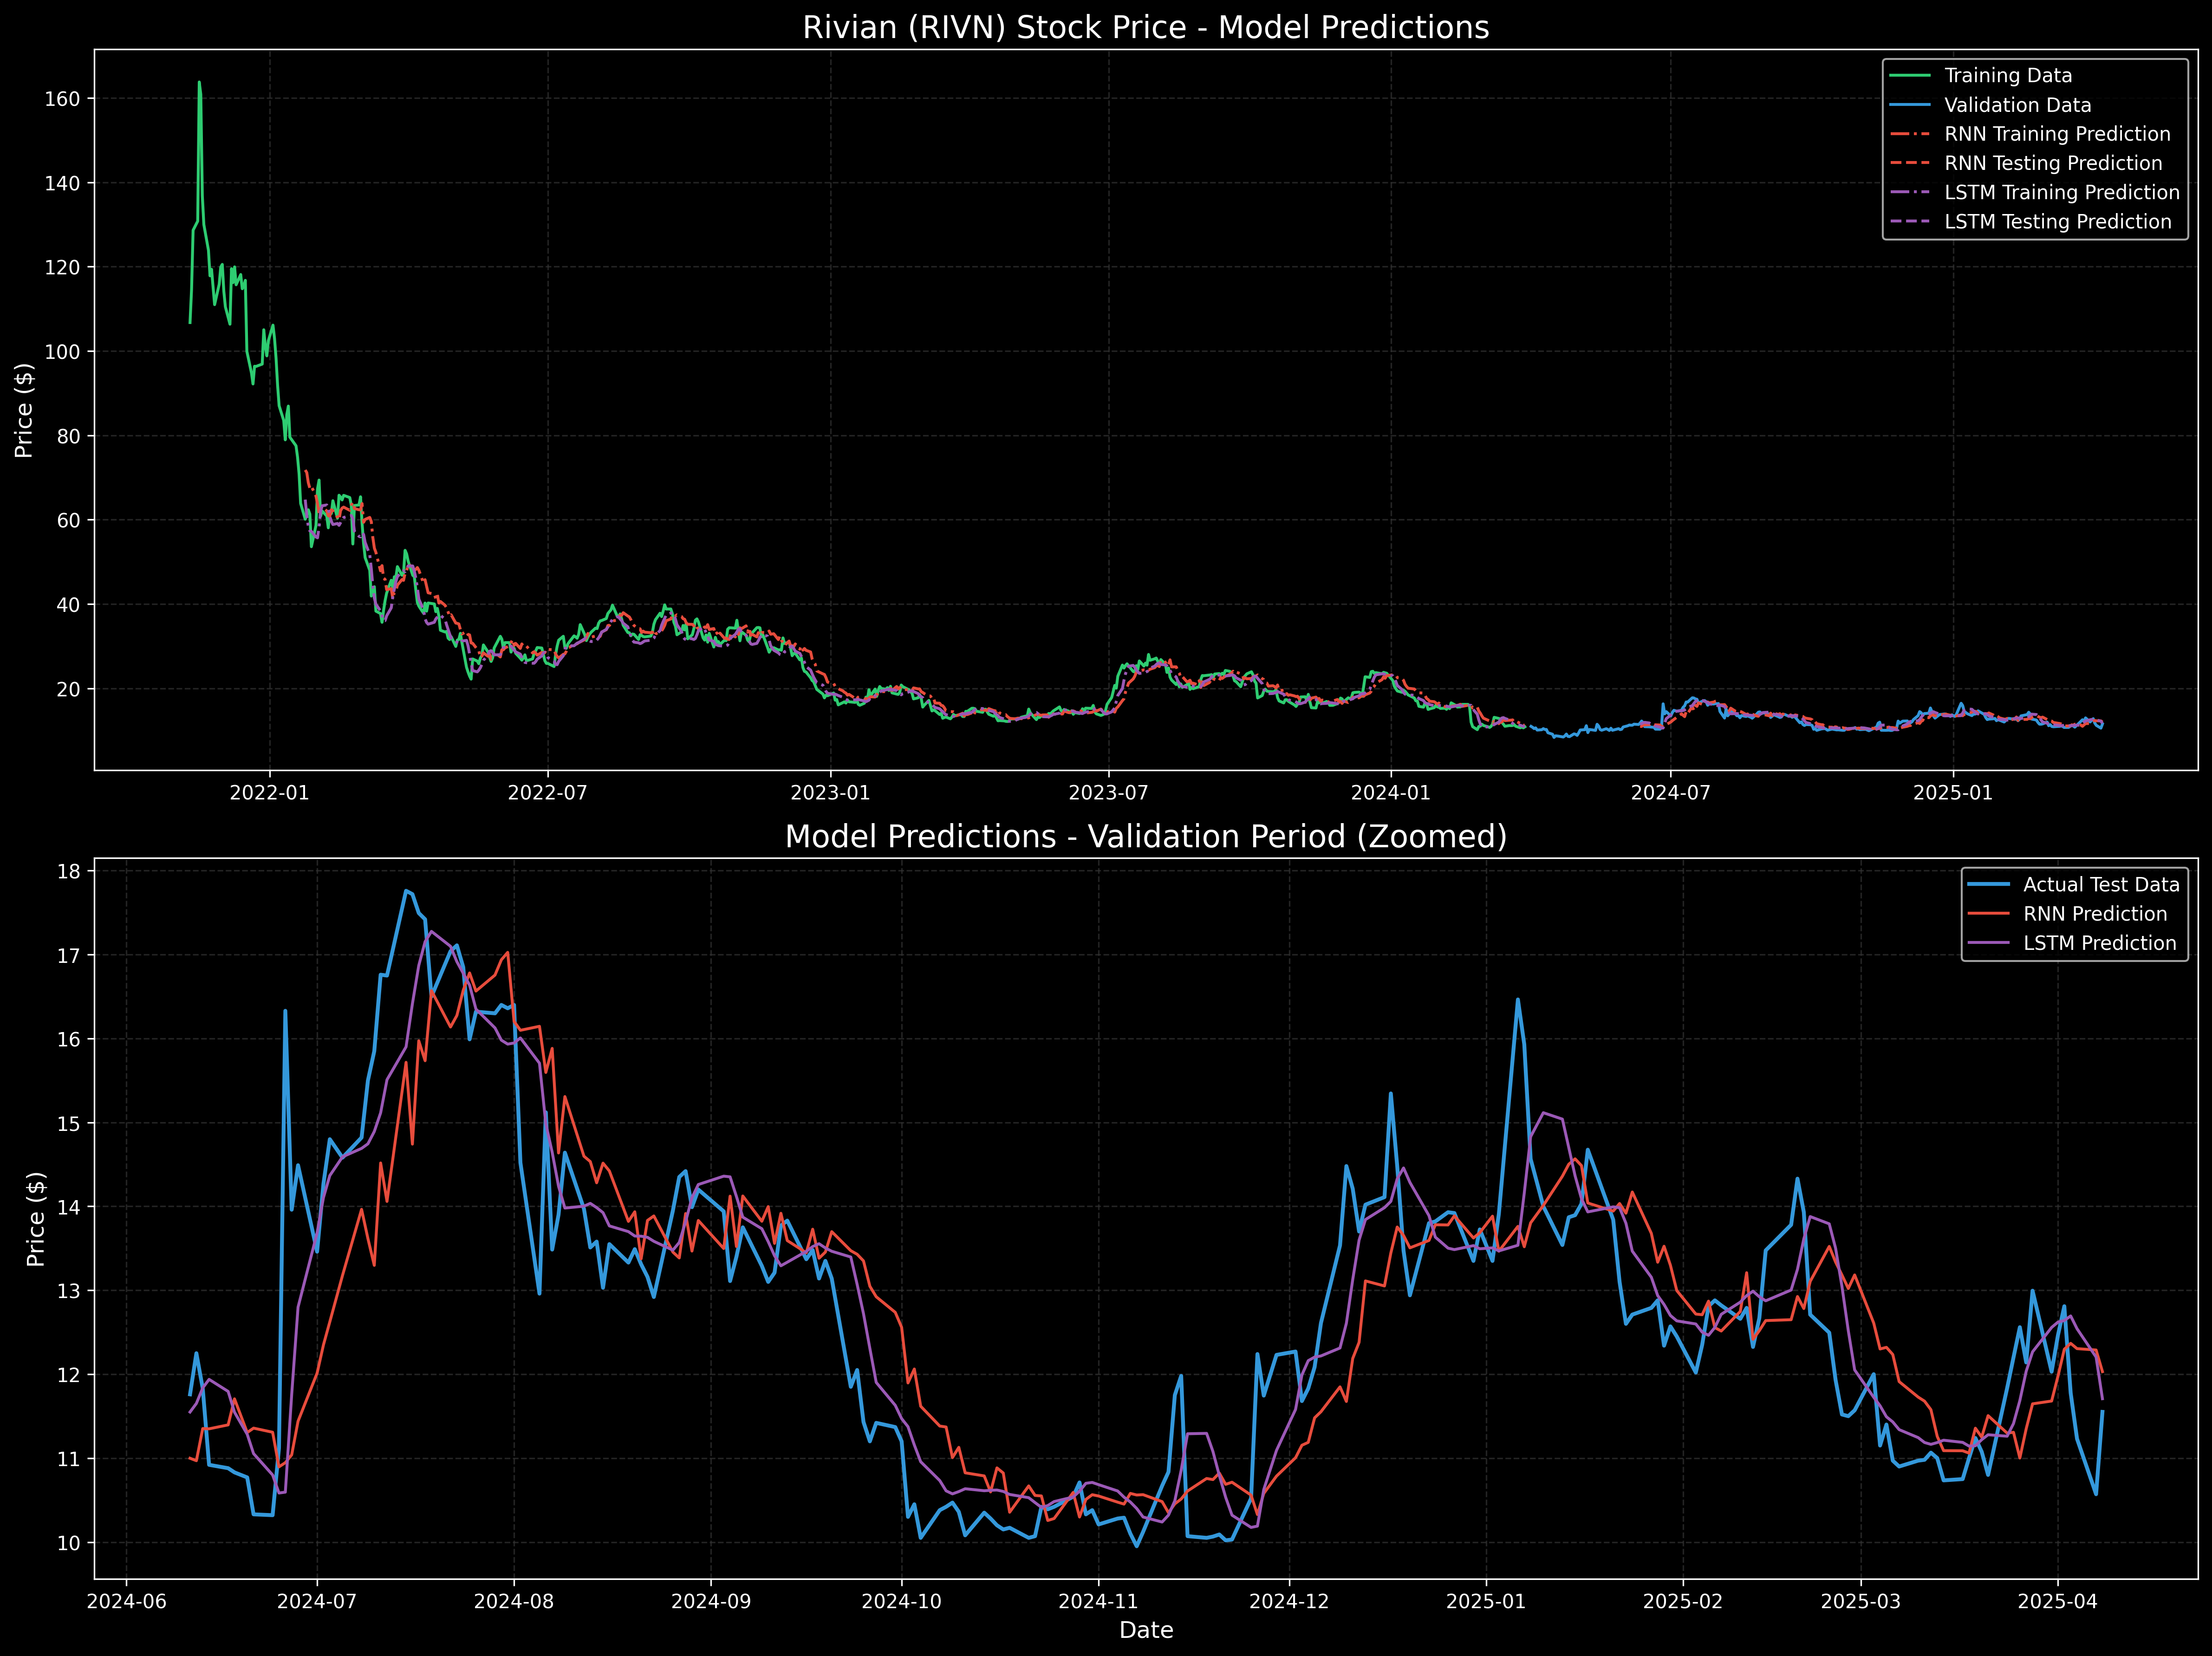 Rivian (RIVN) Stock Price - Model Predictions
Price ($)
160
140
120
100
80
60
40
20
Training Data
Validation Data
RNN Training Prediction
RNN Testing Prediction
LSTM Training Prediction
LSTM Testing Prediction
2022-01 2022-07 2023-01 2023-07 2024-01 2024-07 2025-01
Model Predictions - Validation Period (Zoomed)
Price ($)
18
17
16
15
14
13
12
11
10
Actual Test Data
RNN Prediction
LSTM Prediction
2024-06 2024-07 2024-08 2024-09 2024-10 2024-11 2024-12 2025-01 2025-02 2025-03 2025-04
Date